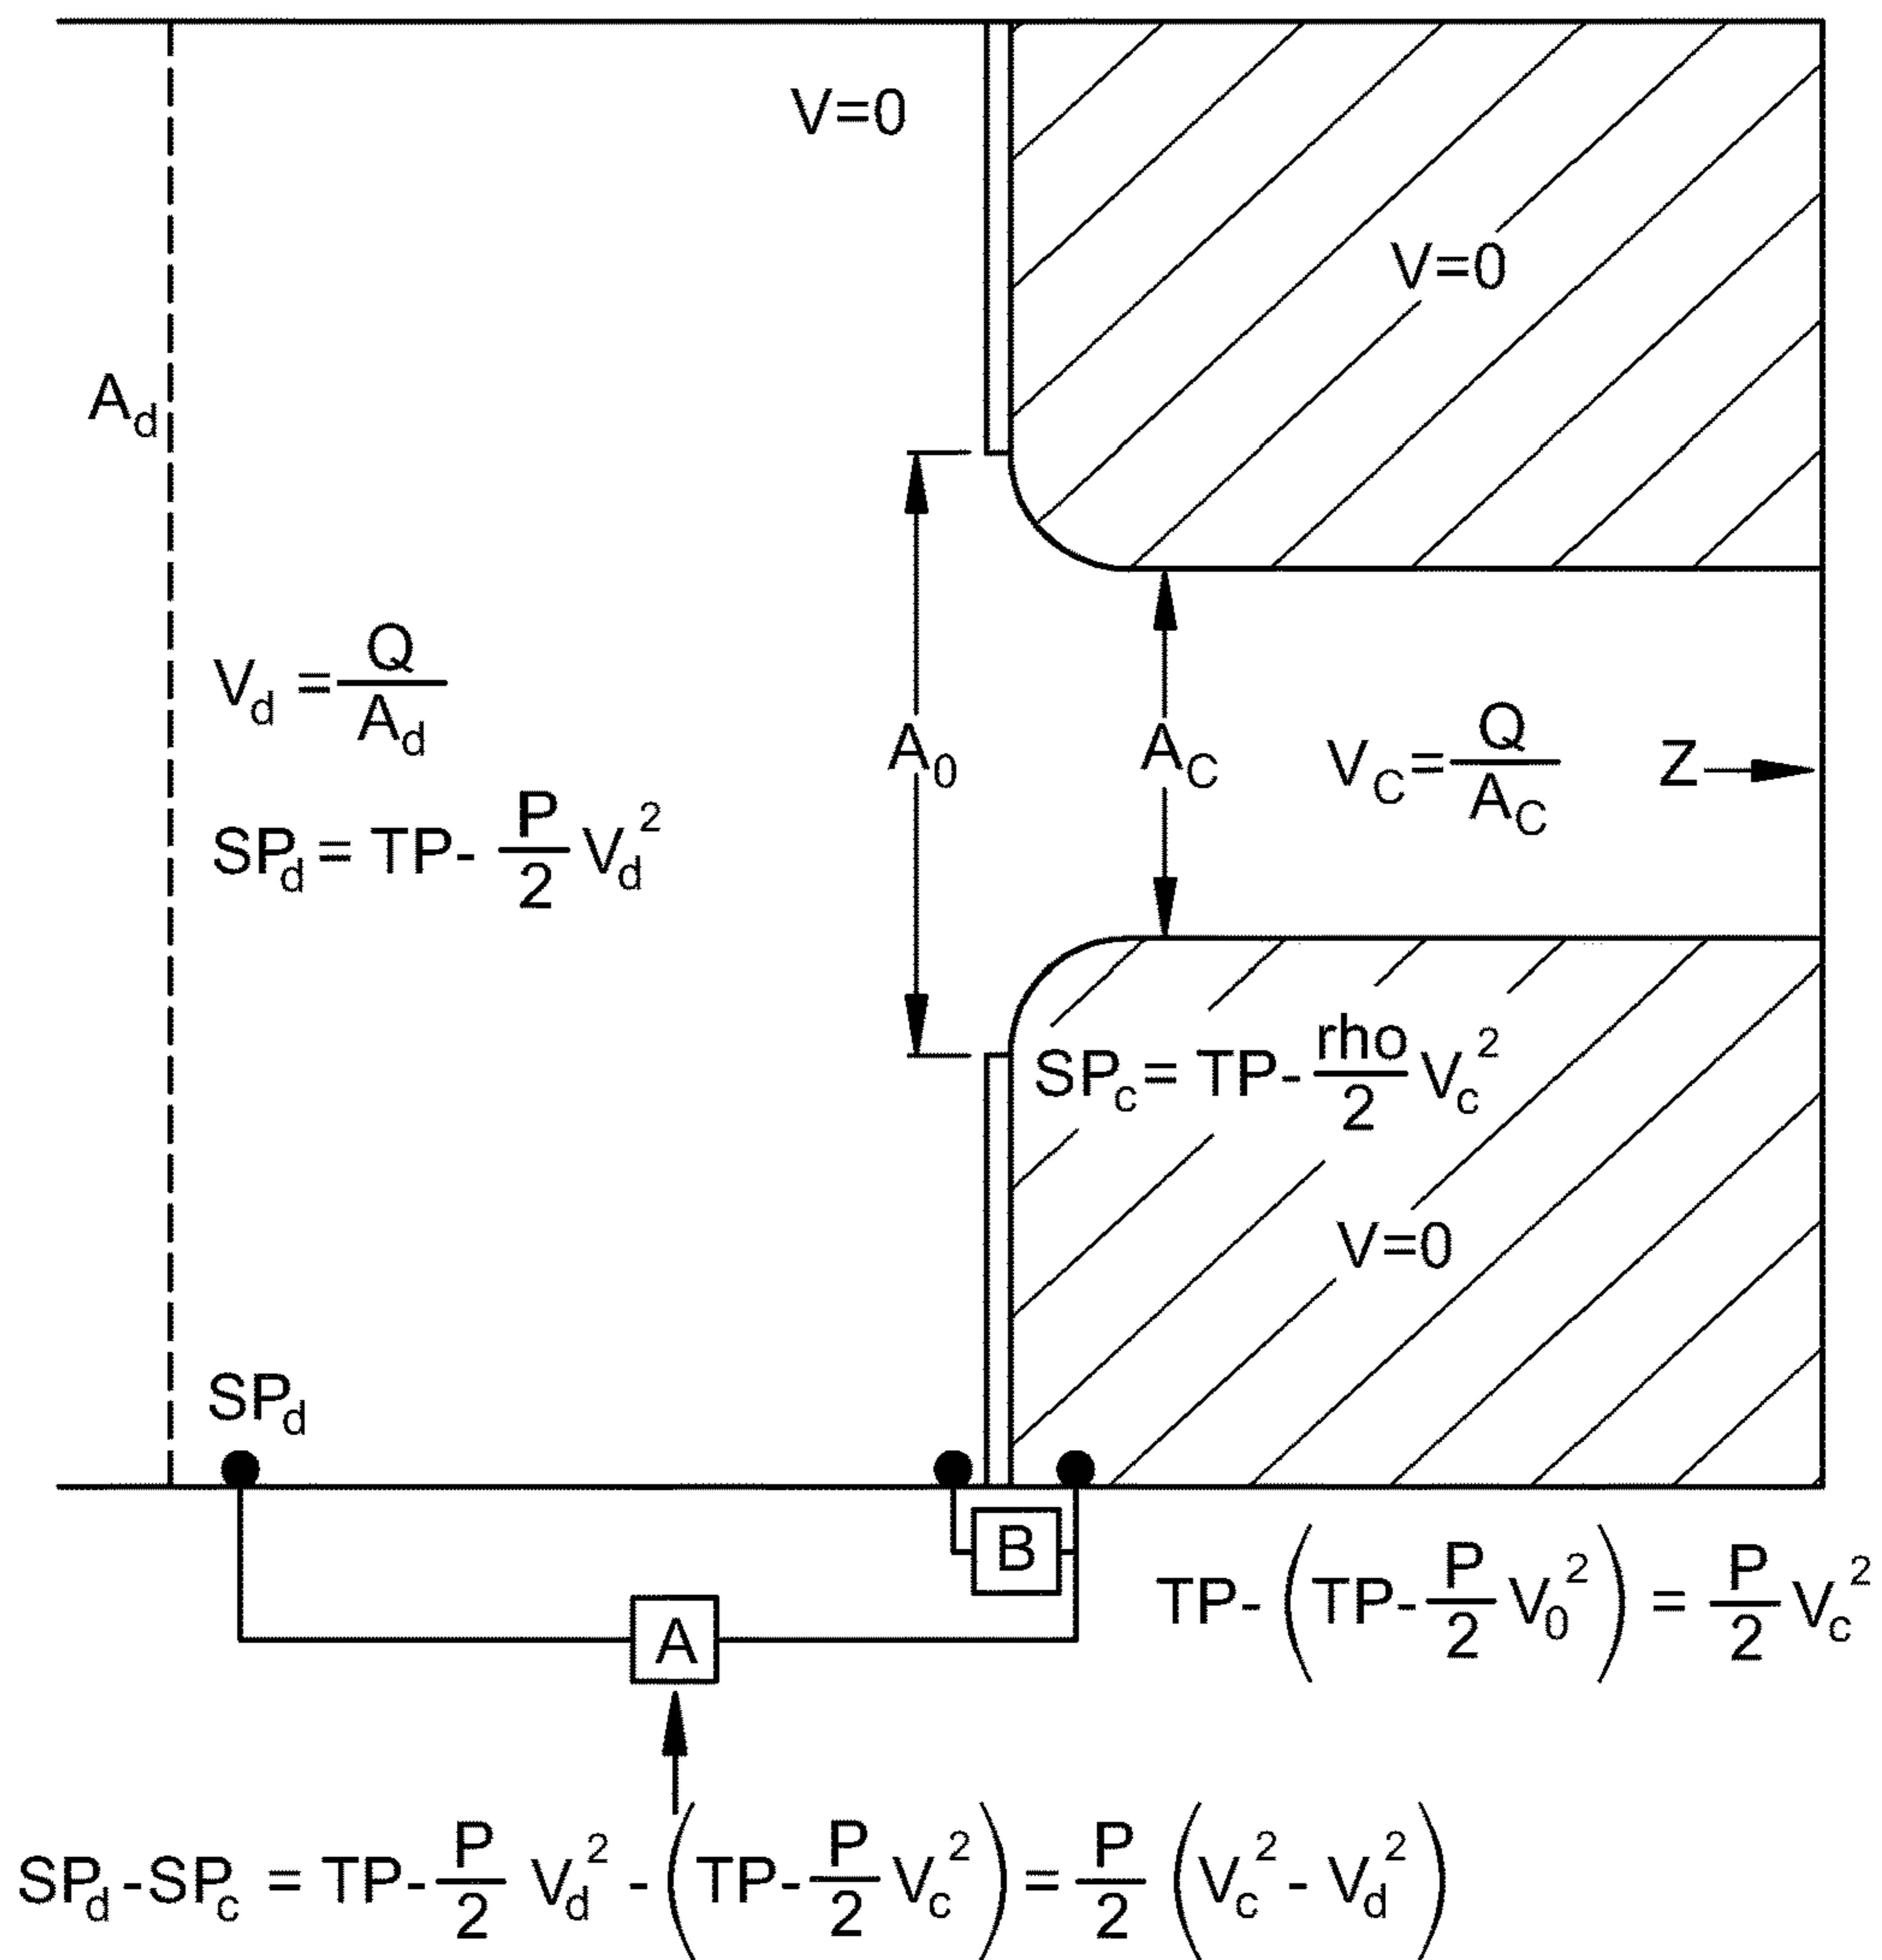 V=0
V=0
A_d
V_d = Q/A_d
SP_d = TP- P/2 V_d^2
A_0
A_C
V_C = Q/A_C
Z
SP_c = TP- rho/2 V_c^2
V=0
SP_d
B
A
TP- (TP- P/2 V_0^2) = P/2 V_c^2
SP_d -SP_c = TP- P/2 V_d^2 - (TP- P/2 V_c^2) = P/2 (V_c^2 - V_d^2)